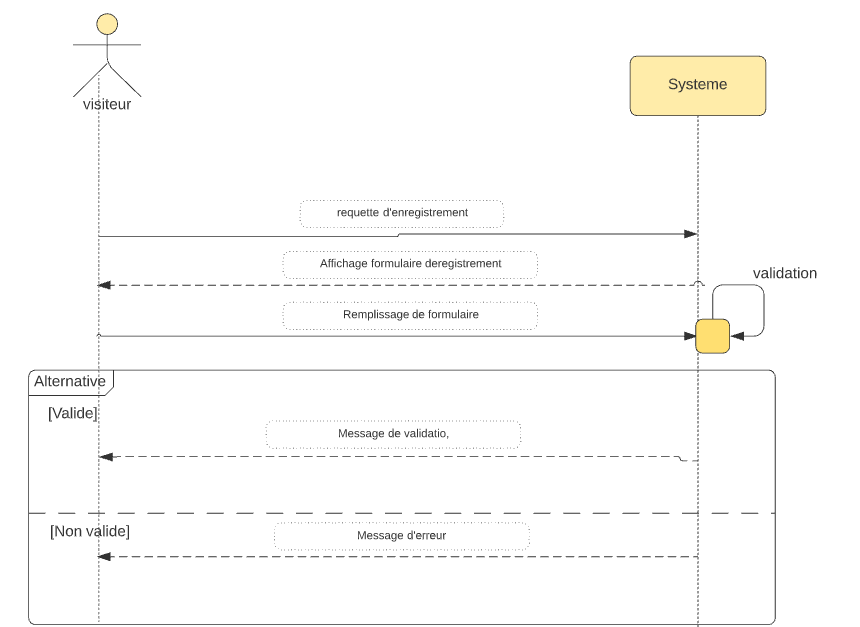 visiteur
Systeme
requette d'enregistrement
Affichage formulaire deregistrement
validation
Remplissage de formulaire
Alternative
[Valide]
Message de validatio,
[Non valide]
Message d'erreur